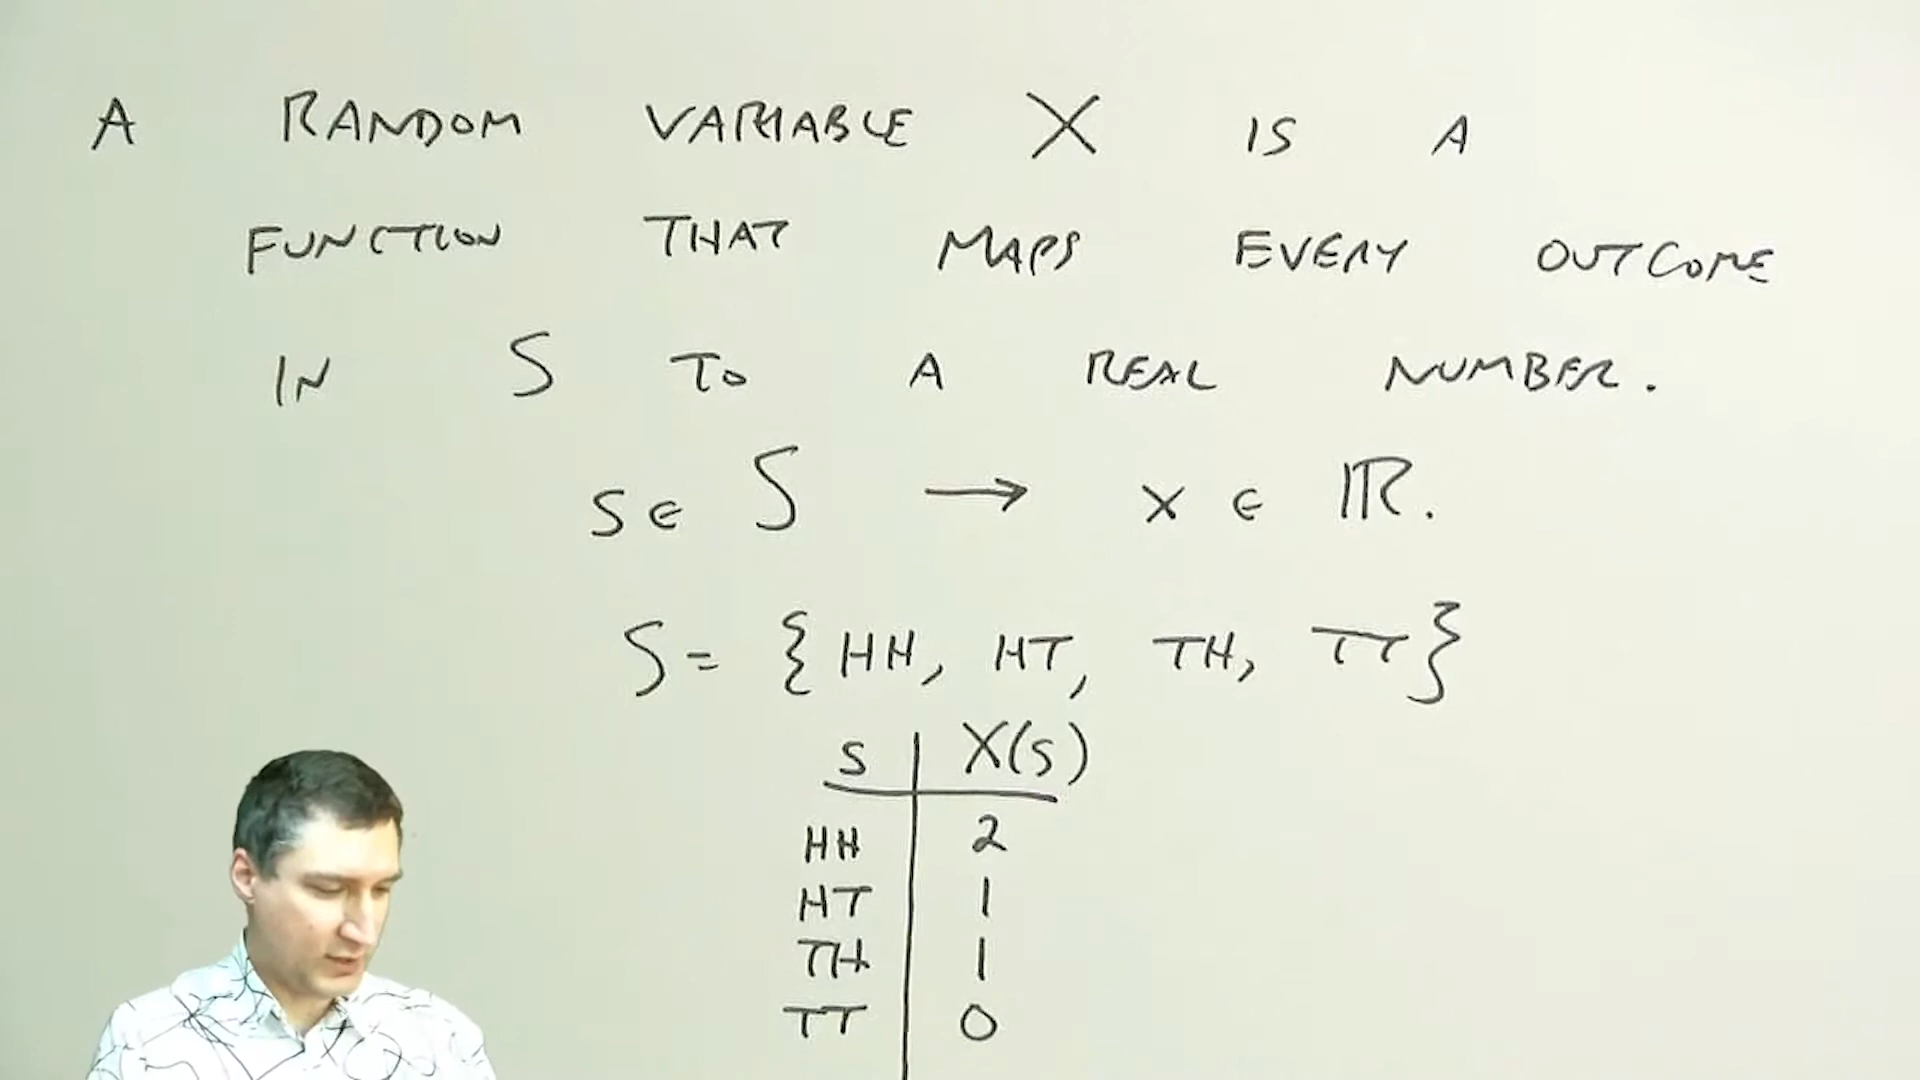 A RANDOM VARIABLE X IS A
FUNCTION THAT MAPS EVERY OUTCOME
IN S TO A REAL NUMBER.
s ∈ S → x ∈ ℝ.
S = { HH, HT, TH, TT }
s X(s)
HH 2
HT 1
TH 1
TT 0